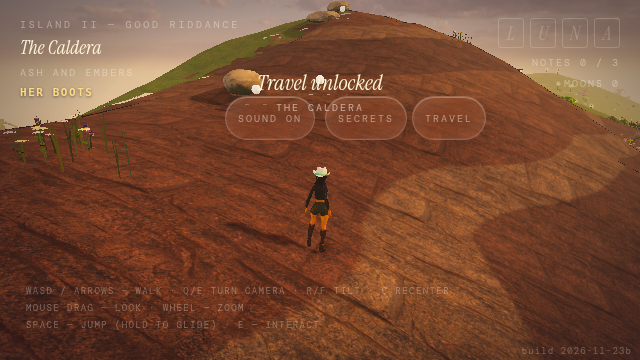 ISLAND II — GOOD RIDDANCE
The Caldera
ASH AND EMBERS
HER BOOTS
L U N A
NOTES 0 / 3
MOONS 0
Travel unlocked
THE CALDERA
SOUND ON
SECRETS
TRAVEL
WASD / ARROWS — WALK · Q/E TURN CAMERA · R/F TILT · C RECENTER
MOUSE DRAG — LOOK · WHEEL — ZOOM
SPACE — JUMP (HOLD TO GLIDE) · E — INTERACT
build 2026-11-23b